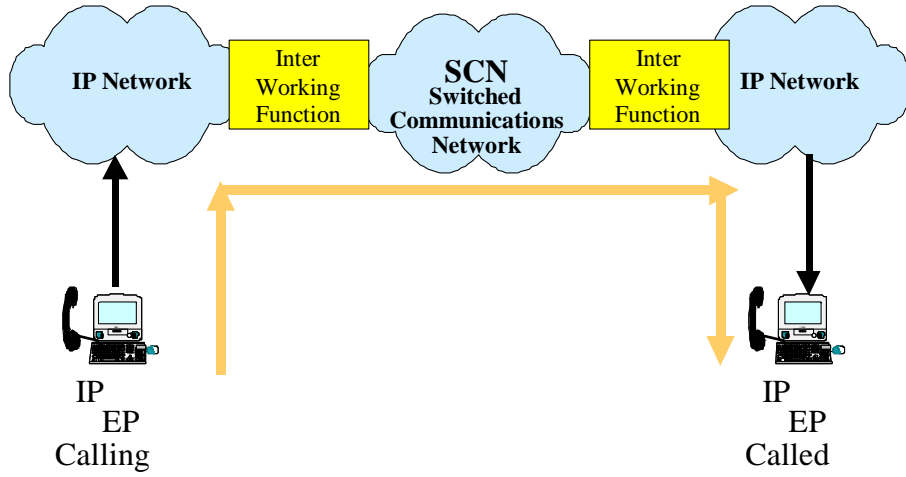 IP Network
Inter
Working
Function
SCN
Switched
Communications
Network
Inter
Working
Function
IP Network
IP
EP
Calling
IP
EP
Called